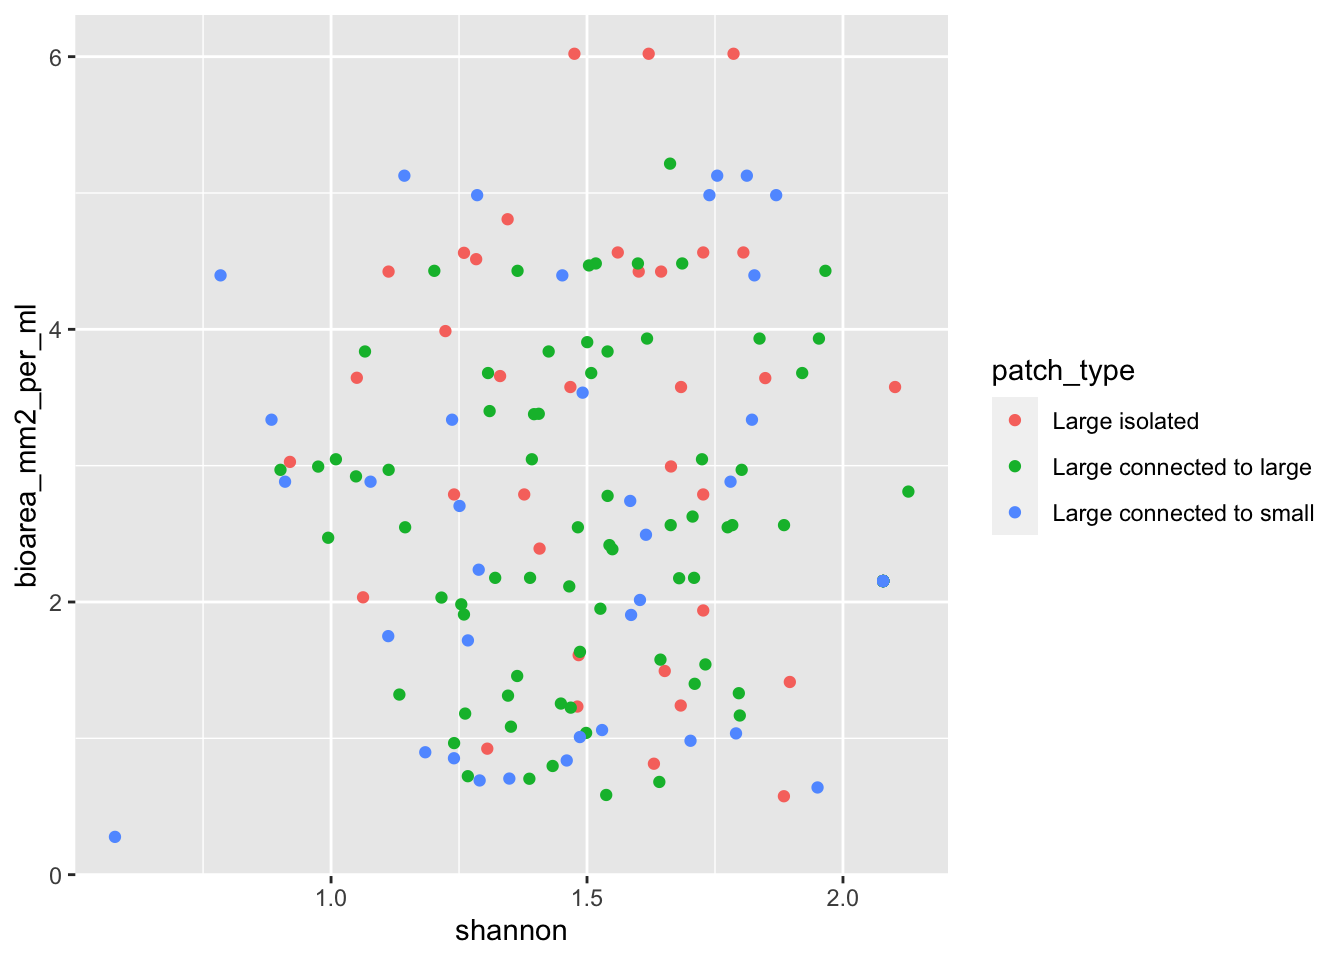 6
4
2
0
bioarea_mm2_per_ml
1.0
1.5
2.0
shannon
patch_type
Large isolated
Large connected to large
Large connected to small